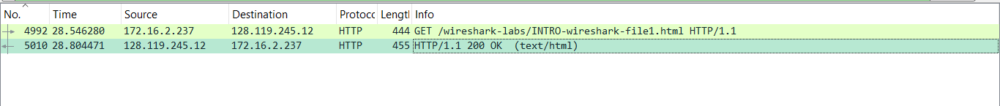 No. Time Source Destination Protocc Lengtl Info
4992 28.546280 172.16.2.237 128.119.245.12 HTTP 444 GET /wireshark-labs/INTRO-wireshark-file1.html HTTP/1.1
5010 28.804471 128.119.245.12 172.16.2.237 HTTP 455 HTTP/1.1 200 OK (text/html)